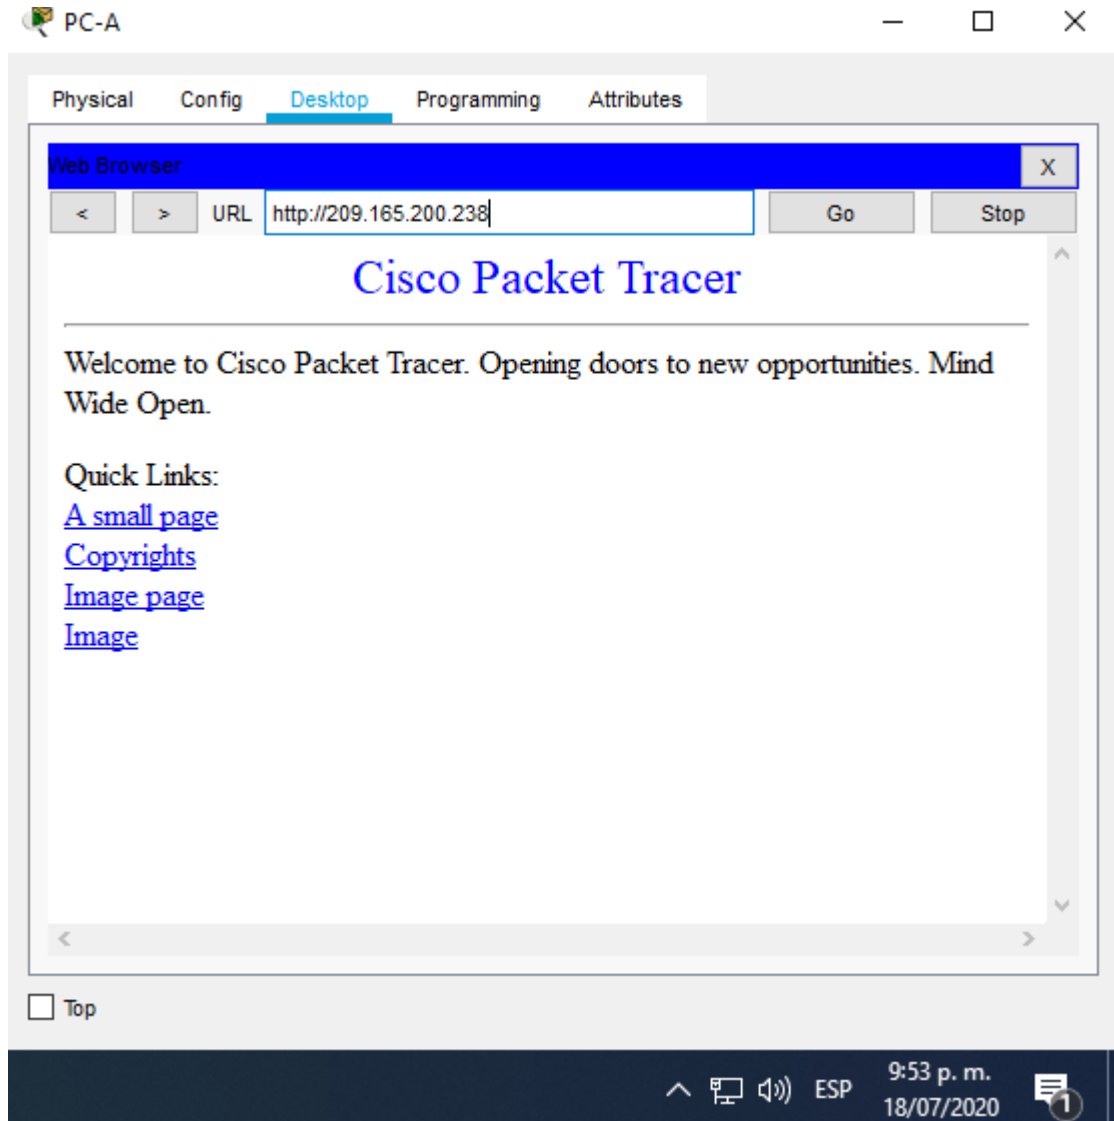 PC-A
Physical Config Desktop Programming Attributes
Web Browser X
< > URL http://209.165.200.238 Go Stop
Cisco Packet Tracer
Welcome to Cisco Packet Tracer. Opening doors to new opportunities. Mind
Wide Open.
Quick Links:
A small page
Copyrights
Image page
Image
Top
ESP 9:53 p. m.
18/07/2020 1